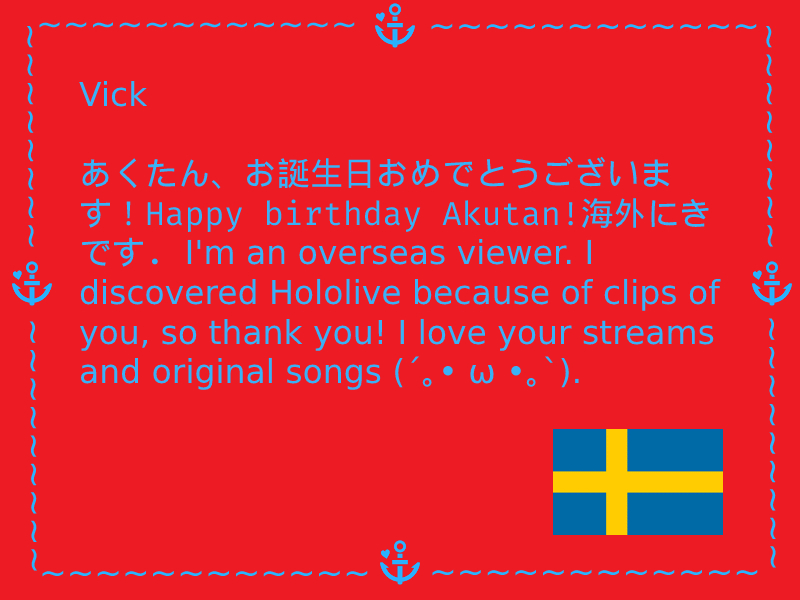 Vick
あくたん、お誕生日おめでとうございま
す！Happy birthday Akutan!海外にき
です．I'm an overseas viewer. I
discovered Hololive because of clips of
you, so thank you! I love your streams
and original songs (´｡• ω •｡`).